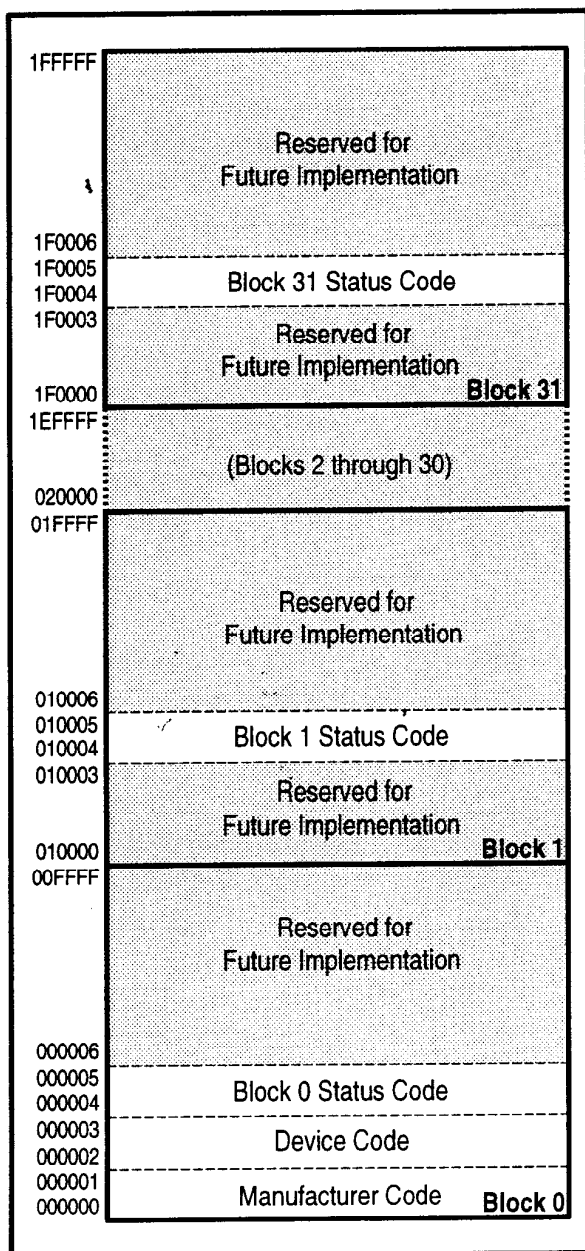 1FFFFF
Reserved for
Future Implementation
1F0006
1F0005
Block 31 Status Code
1F0004
1F0003
Reserved for
Future Implementation
1F0000
Block 31
1EFFFF
(Blocks 2 through 30)
020000
01FFFF
Reserved for
Future Implementation
010006
010005
Block 1 Status Code
010004
010003
Reserved for
Future Implementation
010000
Block 1
00FFFF
Reserved for
Future Implementation
000006
000005
Block 0 Status Code
000004
000003
Device Code
000002
000001
Manufacturer Code
000000
Block 0